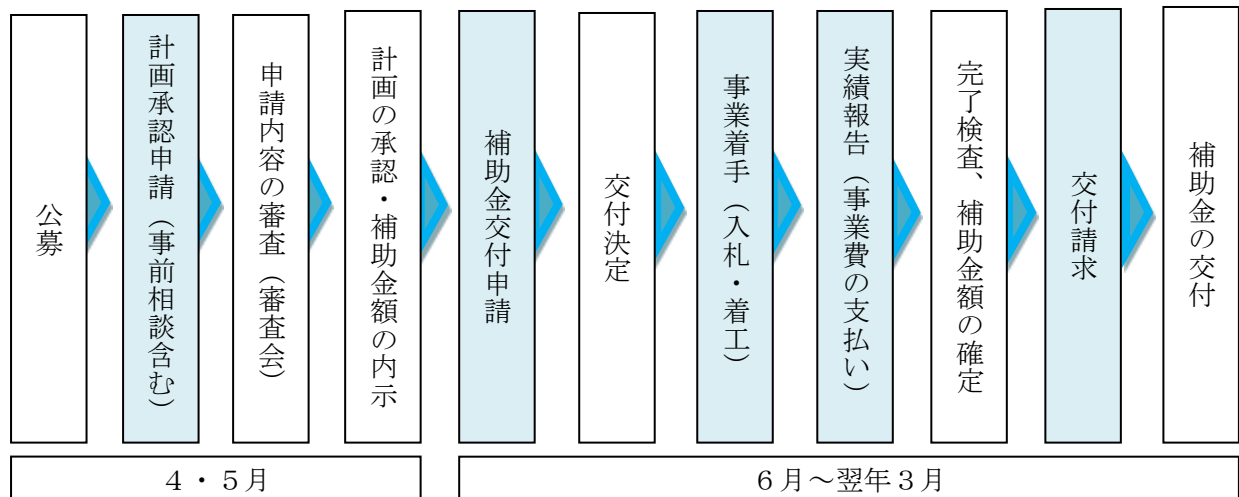 公募
計画承認申請（事前相談含む）
申請内容の審査（審査会）
計画の承認・補助金額の内示
補助金交付申請
交付決定
事業着手（入札・着工）
実績報告（事業費の支払い）
完了検査、補助金額の確定
交付請求
補助金の交付
４・５月
６月～翌年３月